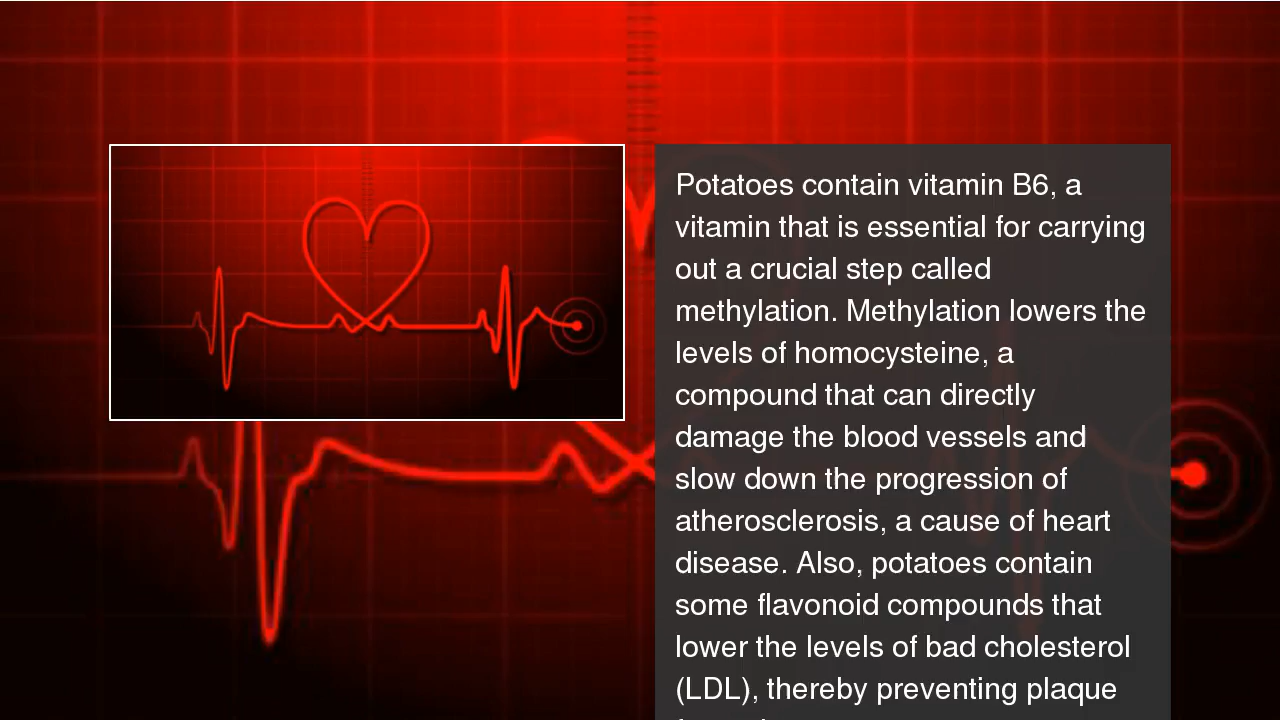 Potatoes contain vitamin B6, a
vitamin that is essential for carrying
out a crucial step called
methylation. Methylation lowers the
levels of homocysteine, a
compound that can directly
damage the blood vessels and
slow down the progression of
atherosclerosis, a cause of heart
disease. Also, potatoes contain
some flavonoid compounds that
lower the levels of bad cholesterol
(LDL), thereby preventing plaque